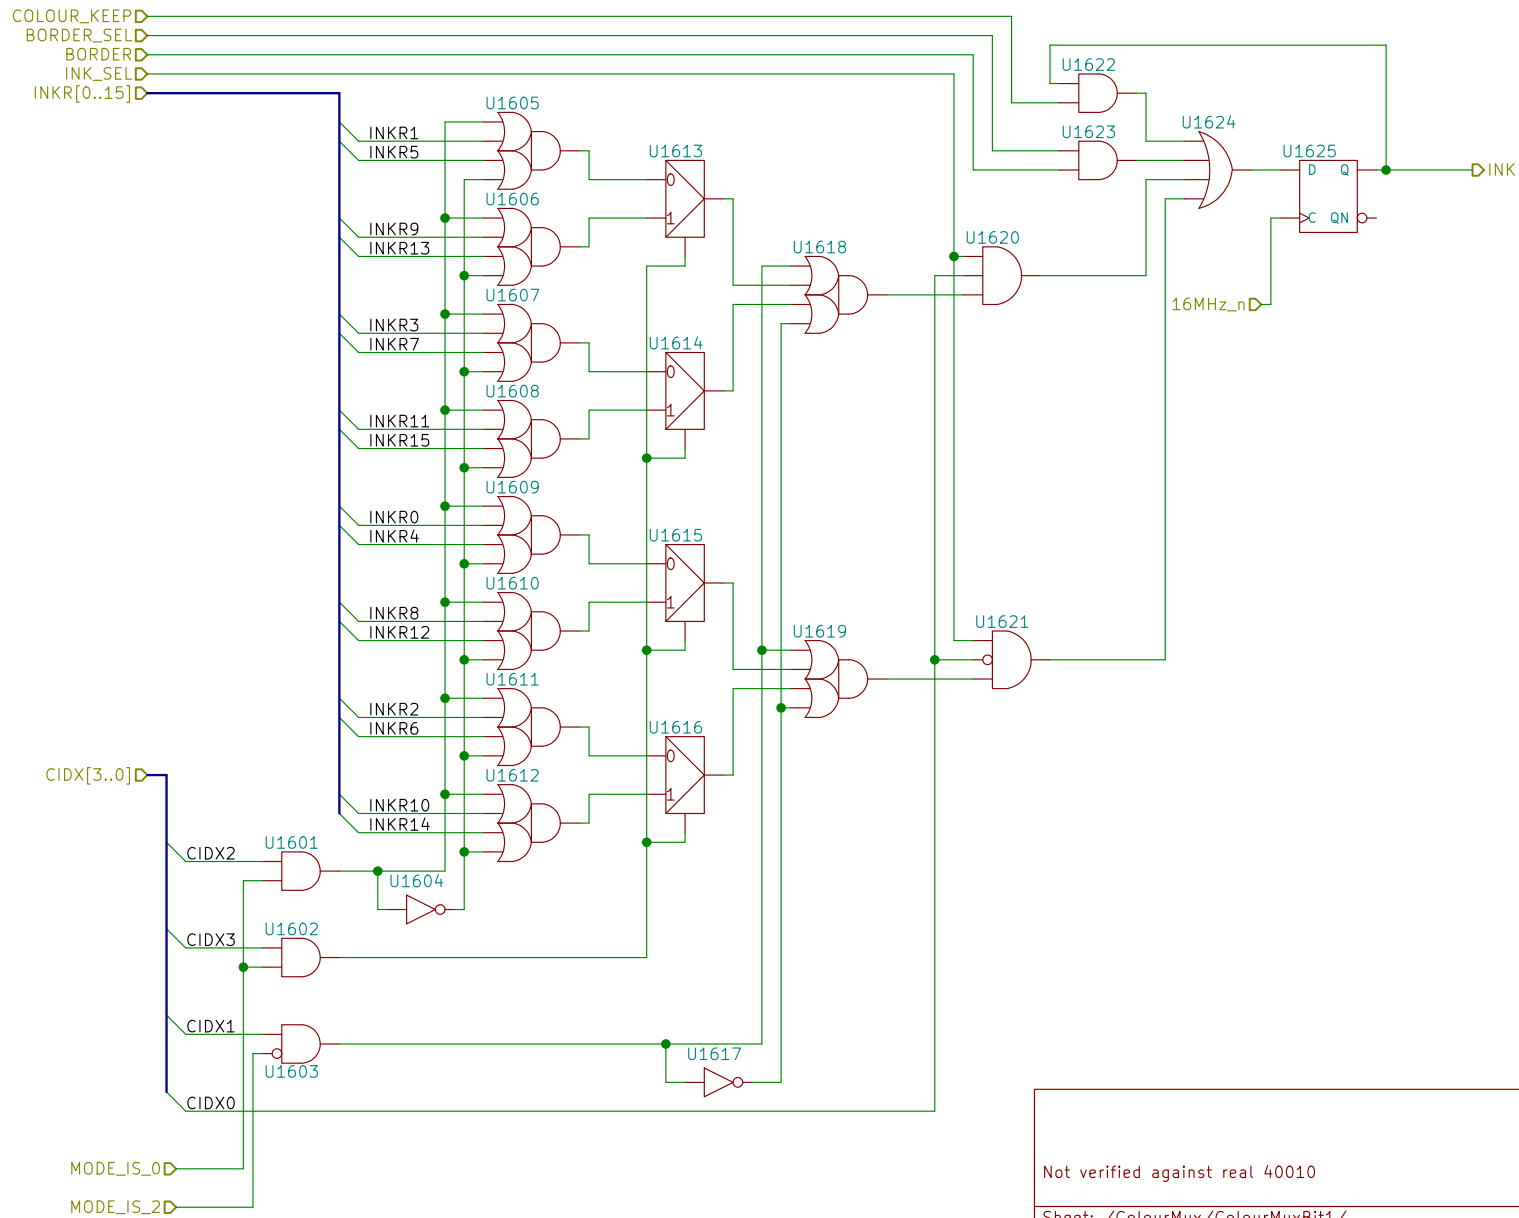 COLOUR_KEEP
BORDER_SEL
BORDER
INK_SEL
INKR[0..15]
U1622
U1605
INKR1
INKR5
U1613
0
1
U1623
U1624
U1625
D Q
C QN
INK
U1606
INKR9
INKR13
U1618
U1620
16MHz_n
U1607
INKR3
INKR7
U1614
0
1
U1608
INKR11
INKR15
U1609
INKR0
INKR4
U1615
0
1
U1610
INKR8
INKR12
U1619
U1621
U1611
INKR2
INKR6
U1616
0
1
U1612
INKR10
INKR14
CIDX[3..0]
CIDX2
U1601
U1604
CIDX3
U1602
CIDX1
U1603
U1617
CIDX0
MODE_IS_0
MODE_IS_2
Not verified against real 40010
Sheet: /ColourMux/ColourMuxBit1/